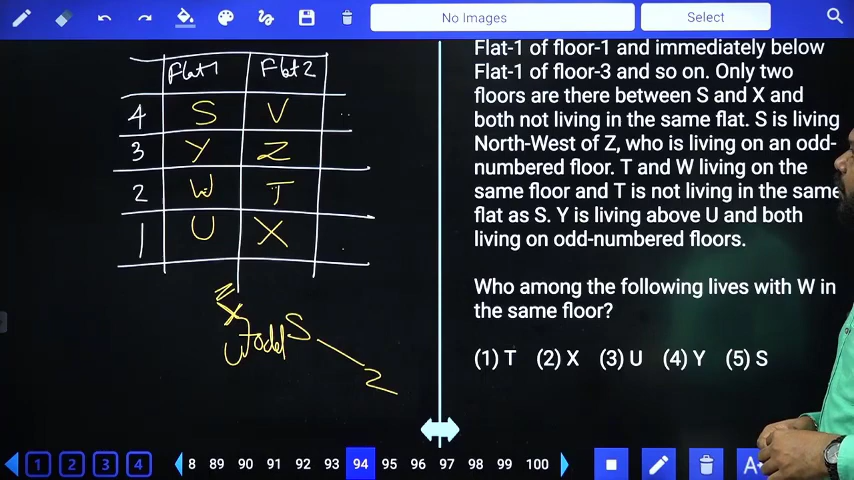 No Images
Select
Flat 1 Flat 2
4 S V
3 Y Z
2 W T
1 U X
N
Y
U odd S
Z
Flat-1 of floor-1 and immediately below
Flat-1 of floor-3 and so on. Only two
floors are there between S and X and
both not living in the same flat. S is living
North-West of Z, who is living on an odd-
numbered floor. T and W living on the
same floor and T is not living in the same
flat as S. Y is living above U and both
living on odd-numbered floors.
Who among the following lives with W in
the same floor?
(1) T (2) X (3) U (4) Y (5) S
1 2 3 4 8 89 90 91 92 93 94 95 96 97 98 99 100 A+